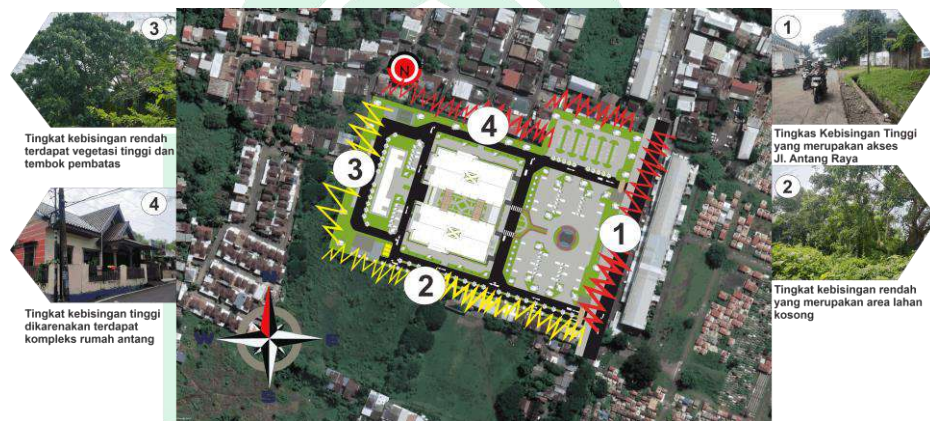 3
Tingkat kebisingan rendah
terdapat vegetasi tinggi dan
tembok pembatas
4
Tingkat kebisingan tinggi
dikarenakan terdapat
kompleks rumah antang
N
4
3
1
2
W
E
S
1
Tingkas Kebisingan Tinggi
yang merupakan akses
Jl. Antang Raya
2
Tingkat kebisingan rendah
yang merupakan area lahan
kosong